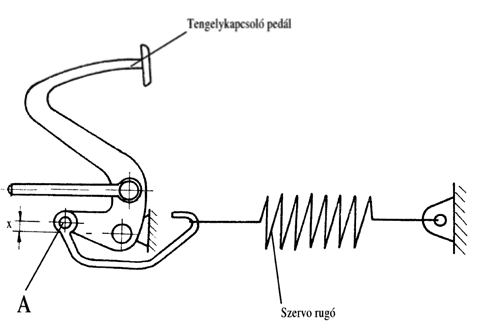 Tengelykapcsoló pedál
x
A
Szervo rugó